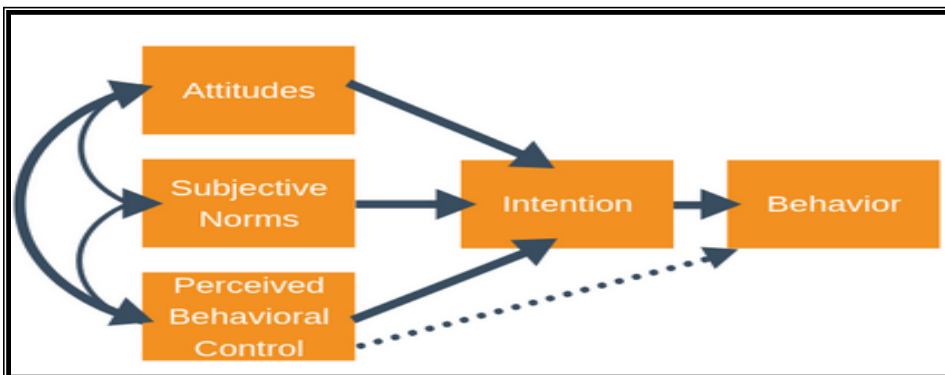 Attitudes
Subjective
Norms
Intention
Behavior
Perceived
Behavioral
Control